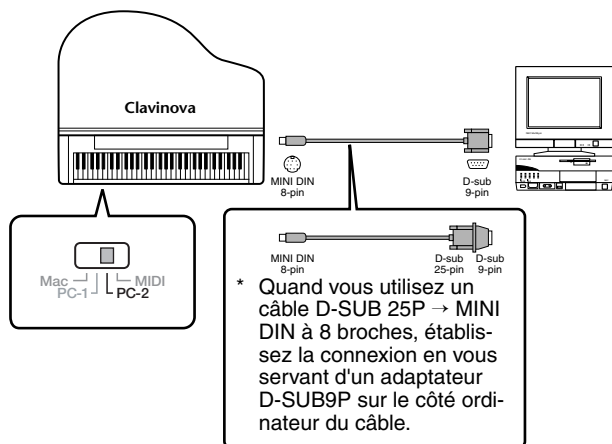 Clavinova
MINI DIN
8-pin
D-sub
9-pin
MINI DIN
8-pin
D-sub
25-pin
D-sub
9-pin
* Quand vous utilisez un
câble D-SUB 25P → MINI
DIN à 8 broches, établis-
sez la connexion en vous
servant d'un adaptateur
D-SUB9P sur le côté ordi-
nateur du câble.
Mac
MIDI
PC-1
PC-2